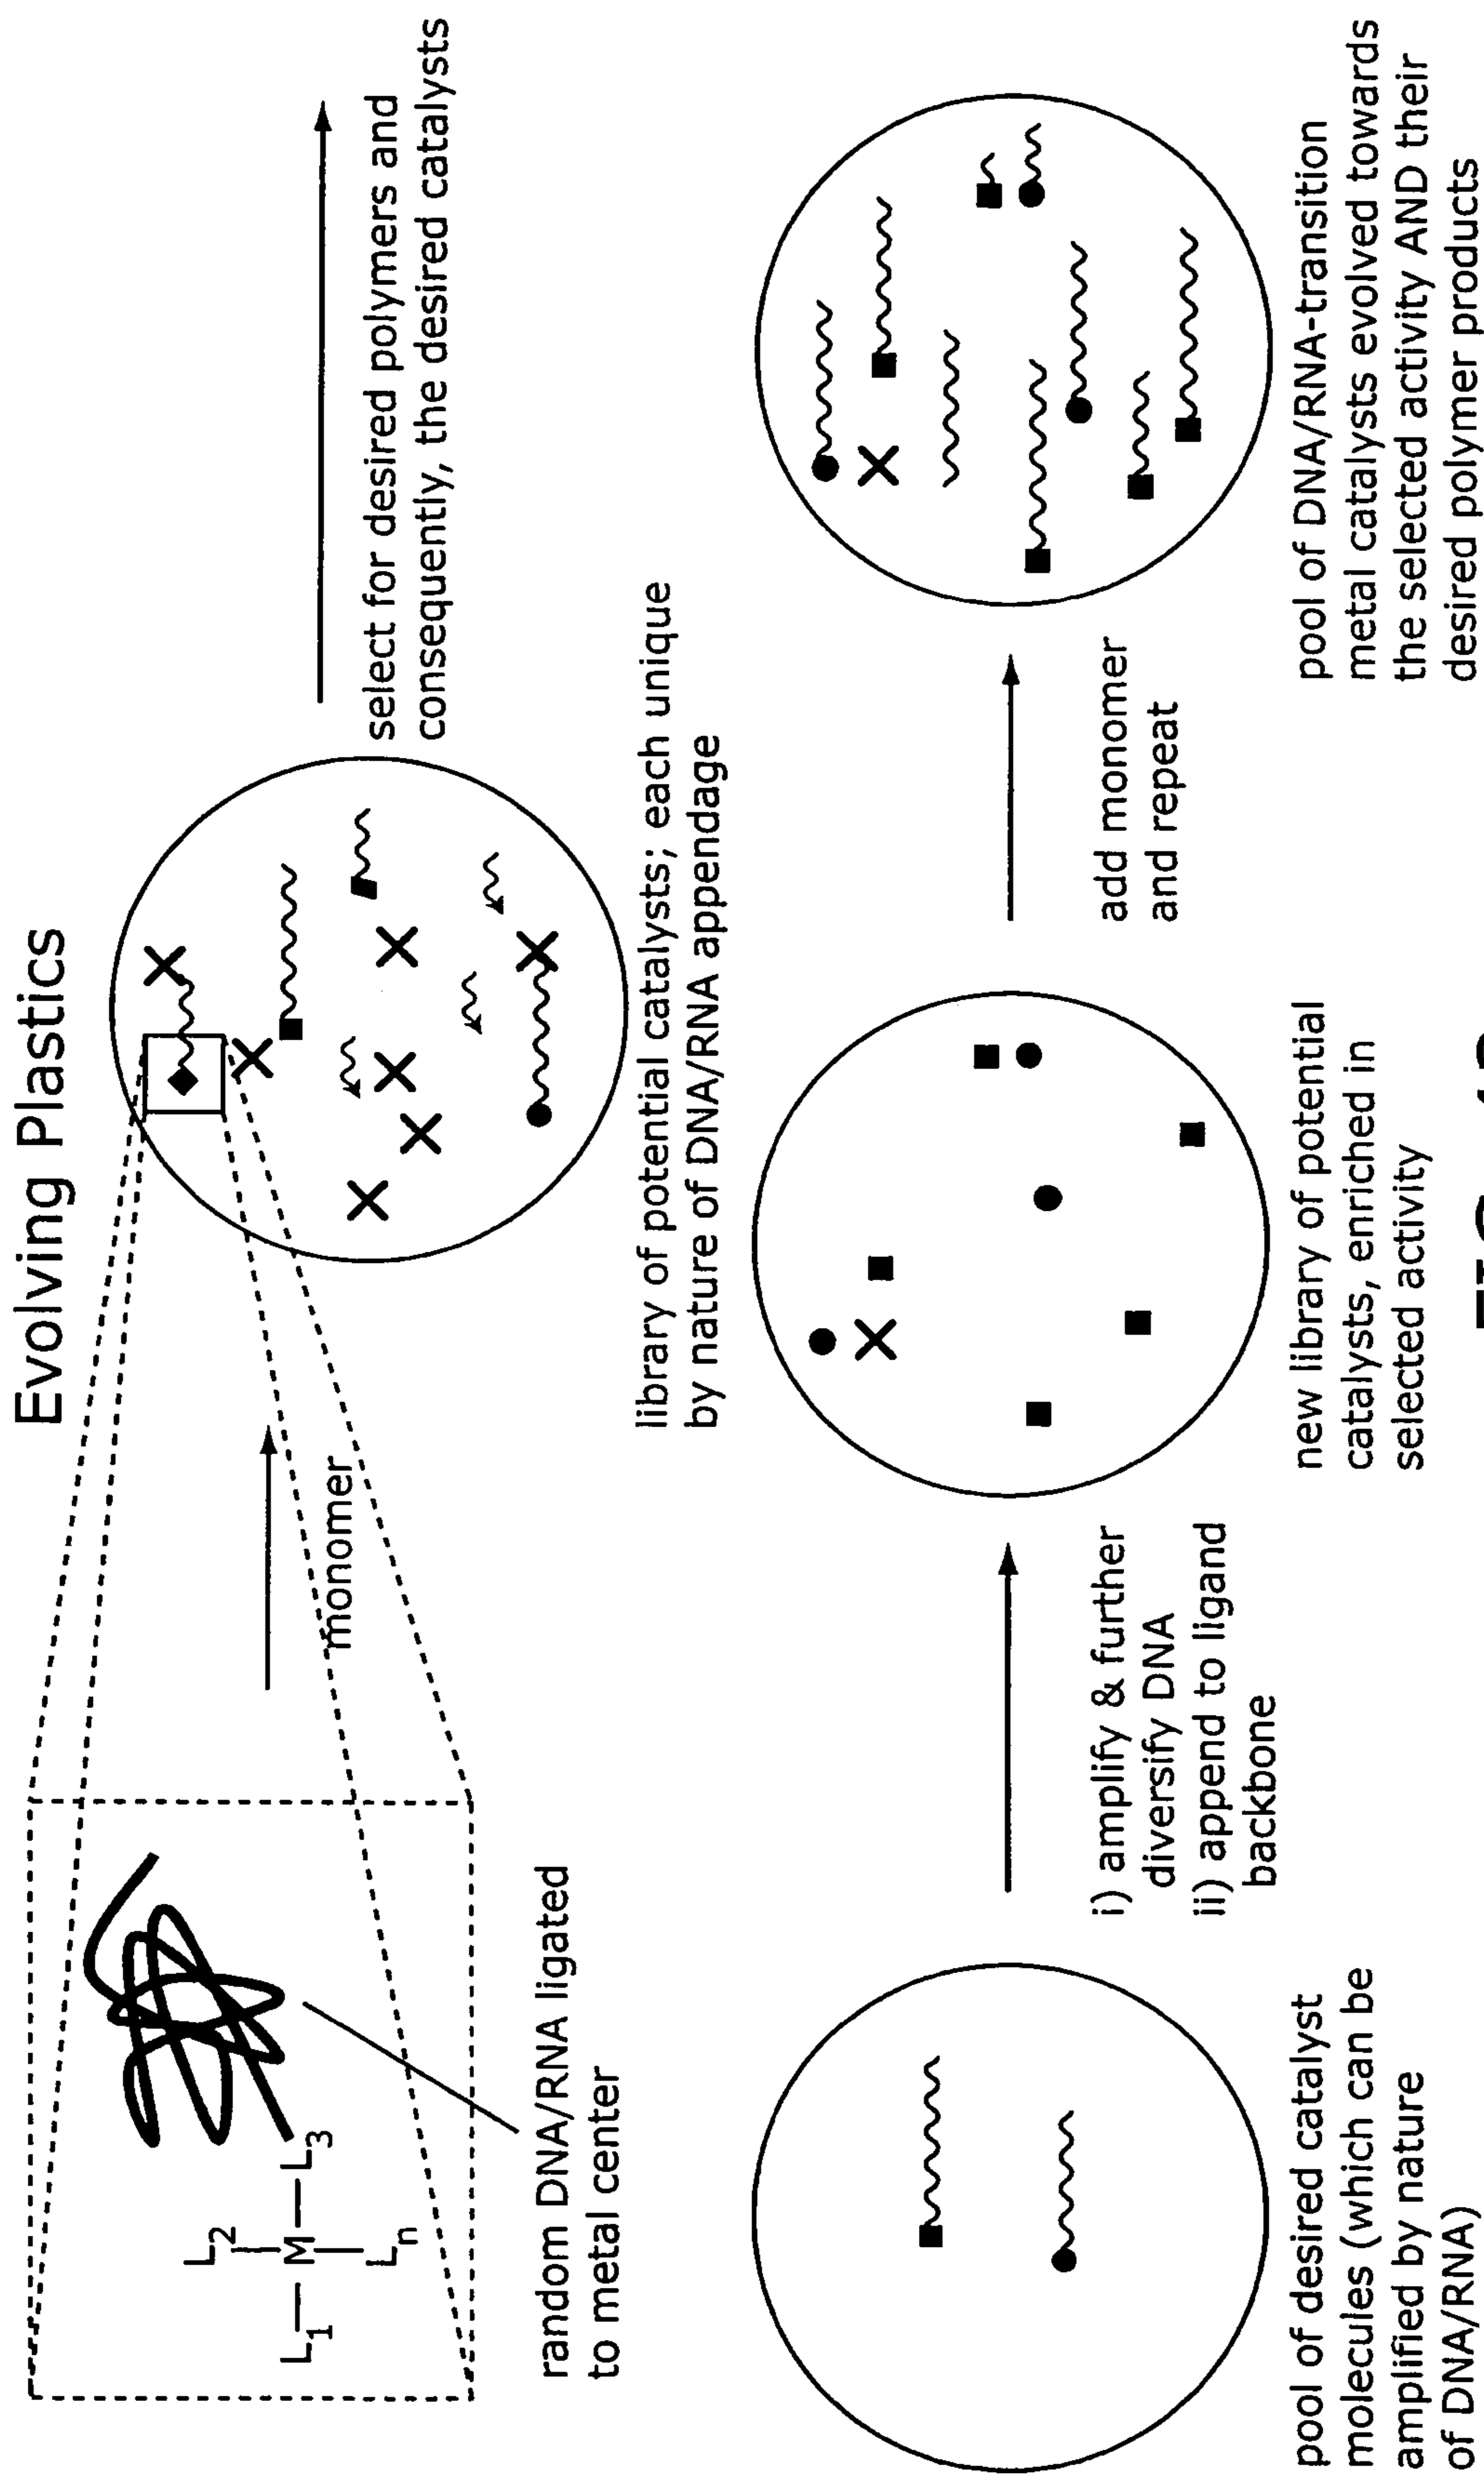 Evolving Plastics
L2
L1—M—L3
Ln
random DNA/RNA ligated
to metal center
monomer
library of potential catalysts; each unique
by nature of DNA/RNA appendage
select for desired polymers and
consequently, the desired catalysts
pool of desired catalyst
molecules (which can be
amplified by nature
of DNA/RNA)
i) amplify & further
diversify DNA
ii) append to ligand
backbone
new library of potential
catalysts, enriched in
selected activity
add monomer
and repeat
pool of DNA/RNA-transition
metal catalysts evolved towards
the selected activity AND their
desired polymer products